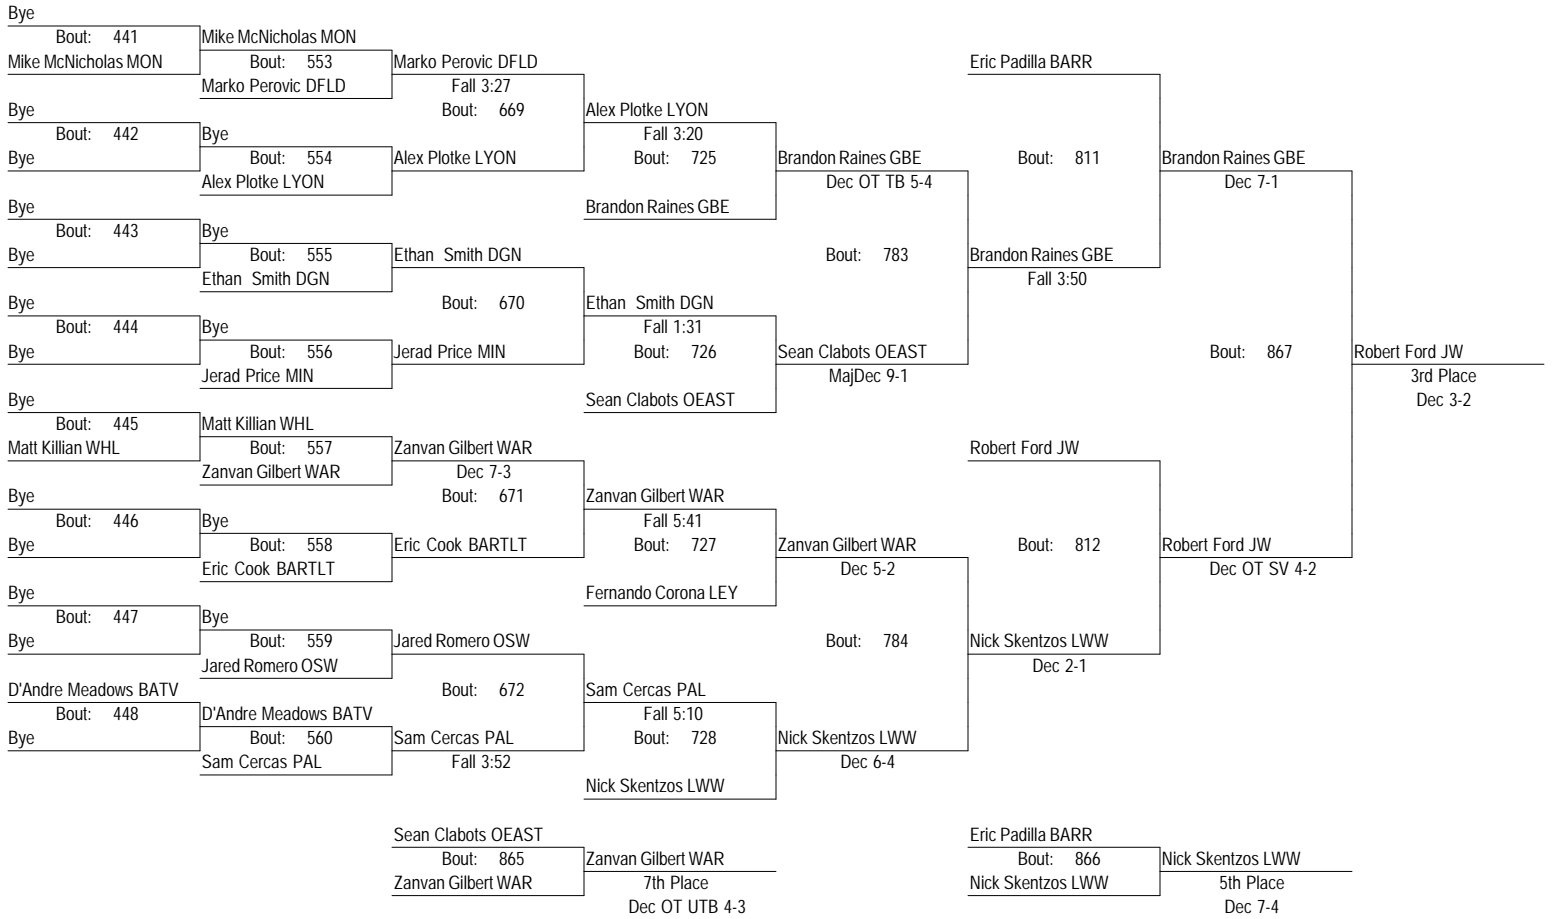 Bye
Bout: 441 Mike McNicholas MON
Mike McNicholas MON Bout: 553 Marko Perovic DFLD Eric Padilla BARR
Marko Perovic DFLD Fall 3:27
Bye Bout: 669 Alex Plotke LYON
Bout: 442 Bye Fall 3:20
Bye Bout: 554 Alex Plotke LYON Bout: 725 Brandon Raines GBE Bout: 811 Brandon Raines GBE
Alex Plotke LYON Dec OT TB 5-4 Dec 7-1
Bye Brandon Raines GBE
Bout: 443 Bye
Bye Bout: 555 Ethan Smith DGN Bout: 783 Brandon Raines GBE
Ethan Smith DGN Fall 3:50
Bye Bout: 670 Ethan Smith DGN
Bout: 444 Bye Fall 1:31
Bye Bout: 556 Jerad Price MIN Bout: 726 Sean Clabots OEAST Bout: 867 Robert Ford JW
Jerad Price MIN MajDec 9-1 3rd Place
Bye Sean Clabots OEAST Dec 3-2
Bout: 445 Matt Killian WHL
Matt Killian WHL Bout: 557 Zanvan Gilbert WAR Robert Ford JW
Zanvan Gilbert WAR Dec 7-3
Bye Bout: 671 Zanvan Gilbert WAR
Bout: 446 Bye Fall 5:41
Bye Bout: 558 Eric Cook BARTLT Bout: 727 Zanvan Gilbert WAR Bout: 812 Robert Ford JW
Eric Cook BARTLT Dec 5-2 Dec OT SV 4-2
Bye Fernando Corona LEY
Bout: 447 Bye
Bye Bout: 559 Jared Romero OSW Bout: 784 Nick Skentzos LWW
Jared Romero OSW Dec 2-1
D'Andre Meadows BATV Bout: 672 Sam Cercas PAL
Bout: 448 D'Andre Meadows BATV Fall 5:10
Bye Bout: 560 Sam Cercas PAL Bout: 728 Nick Skentzos LWW
Sam Cercas PAL Fall 3:52 Dec 6-4
Nick Skentzos LWW
Sean Clabots OEAST Eric Padilla BARR
Bout: 865 Zanvan Gilbert WAR Bout: 866 Nick Skentzos LWW
Zanvan Gilbert WAR 7th Place Nick Skentzos LWW 5th Place
Dec OT UTB 4-3 Dec 7-4